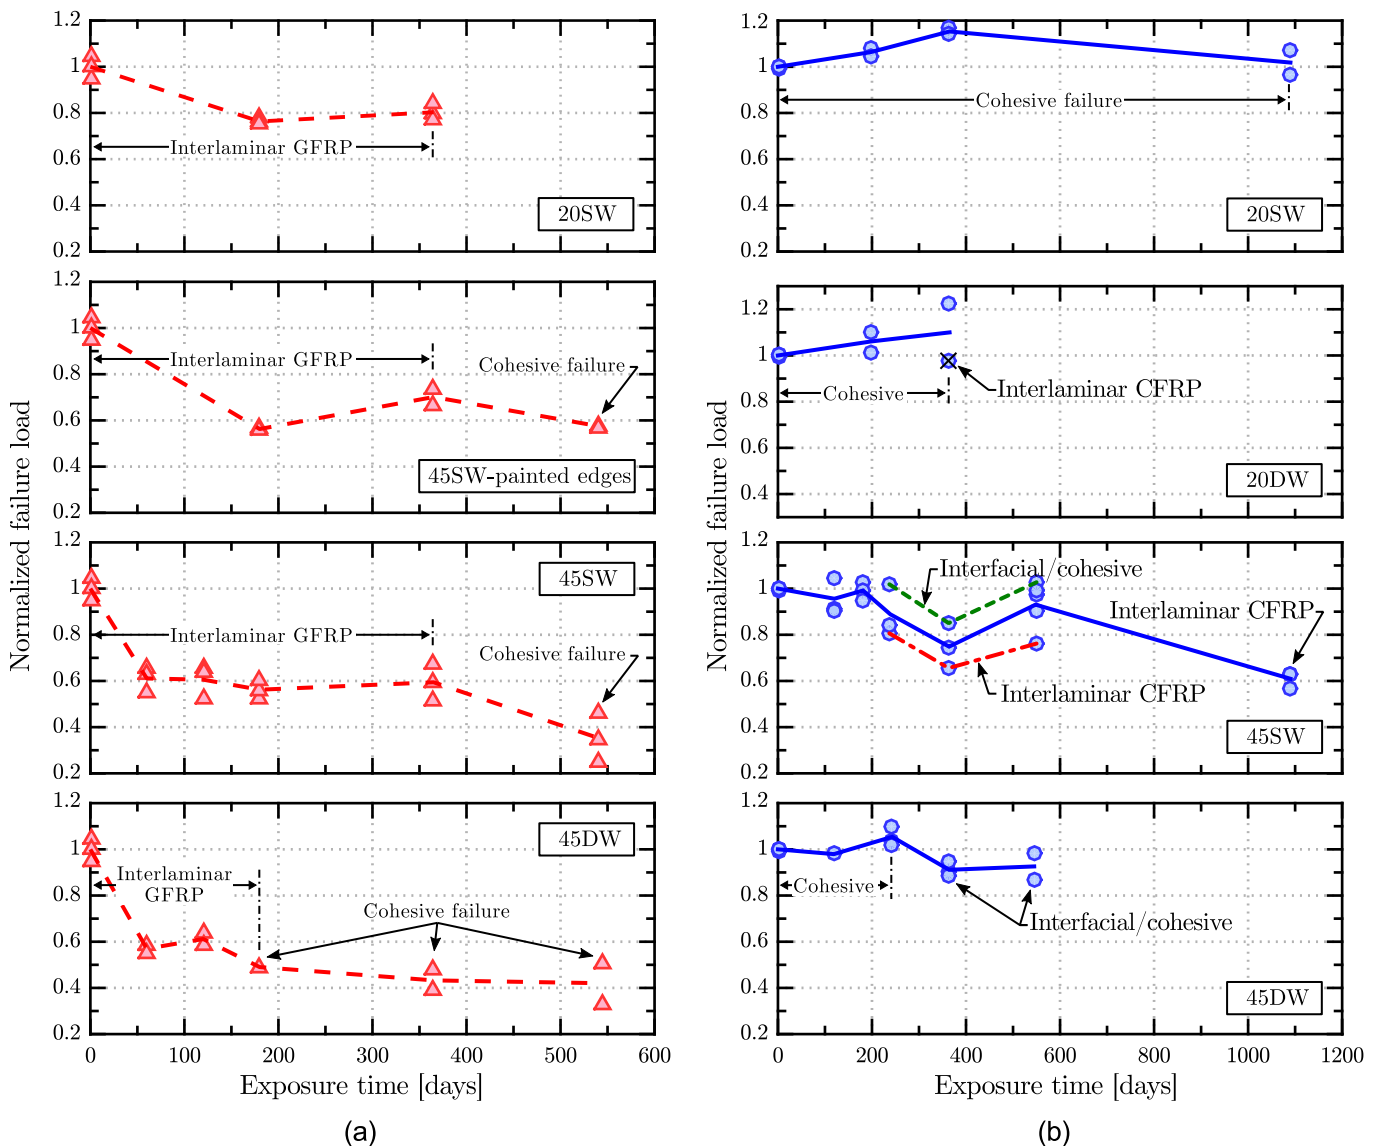 1.2
1
0.8
0.6
0.4
0.2
Interlaminar GFRP
20SW
1.2
1
0.8
0.6
0.4
0.2
Interlaminar GFRP
Cohesive failure
45SW-painted edges
1.2
1
0.8
0.6
0.4
0.2
45SW
Interlaminar GFRP
Cohesive failure
1.2
1
0.8
0.6
0.4
0.2
45DW
Interlaminar
GFRP
Cohesive failure
0 100 200 300 400 500 600
Normalized failure load
Exposure time [days]
(a)
1.2
1
0.8
0.6
0.4
0.2
Cohesive failure
20SW
1.2
1
0.8
0.6
0.4
Cohesive
Interlaminar CFRP
20DW
1.2
1
0.8
0.6
0.4
0.2
Interfacial/cohesive
Interlaminar CFRP
Interlaminar CFRP
45SW
1.2
1
0.8
0.6
0.4
0.2
Cohesive
Interfacial/cohesive
45DW
0 200 400 600 800 1000 1200
Normalized failure load
Exposure time [days]
(b)